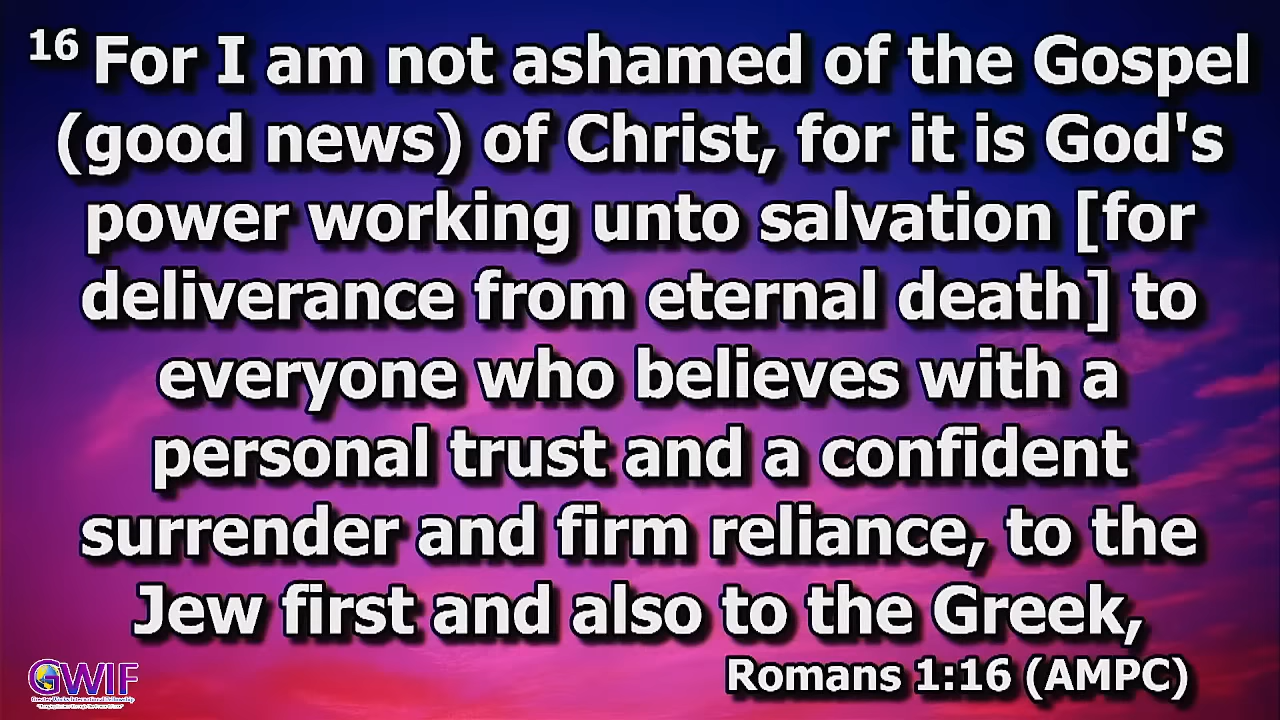 16 For I am not ashamed of the Gospel
(good news) of Christ, for it is God's
power working unto salvation [for
deliverance from eternal death] to
everyone who believes with a
personal trust and a confident
surrender and firm reliance, to the
Jew first and also to the Greek,
Romans 1:16 (AMPC)
GWIF